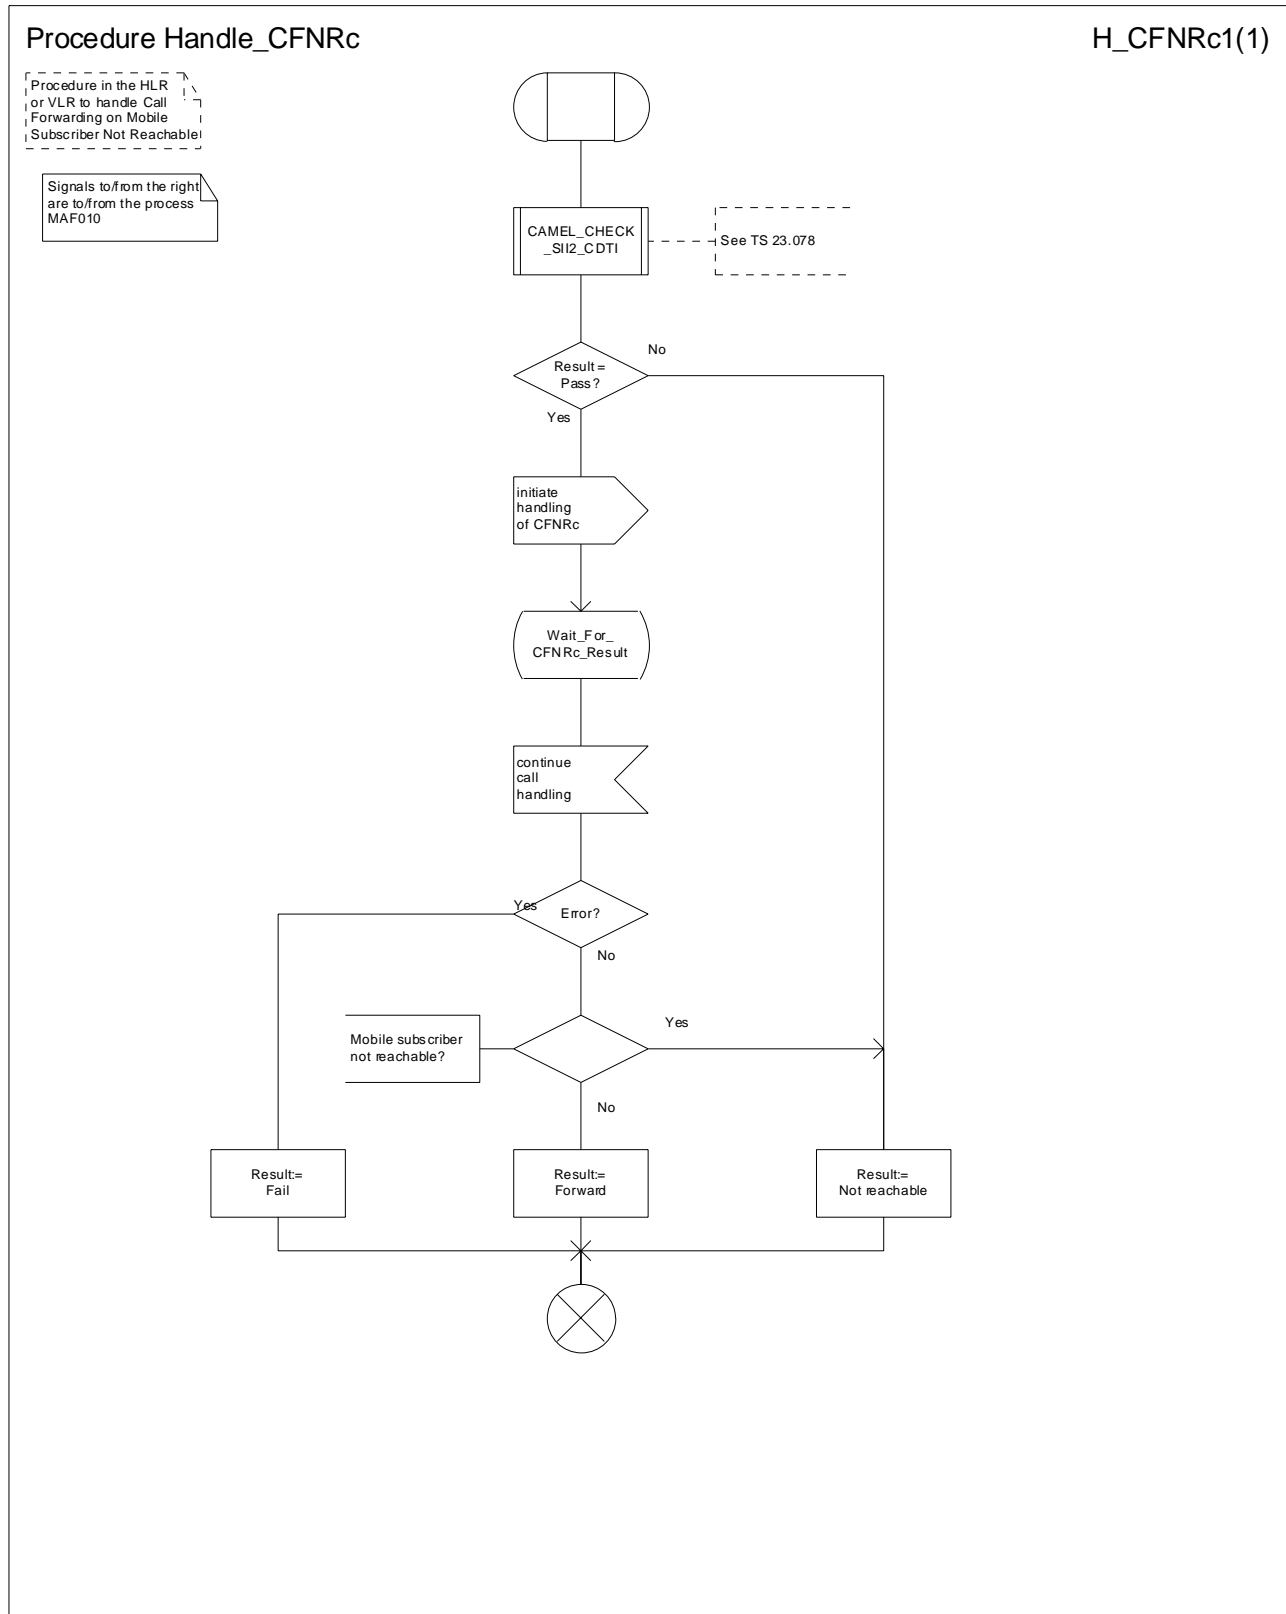 Procedure Handle_CFNRc
H_CFNRc1(1)
Procedure in the HLR
or VLR to handle Call
Forwarding on Mobile
Subscriber Not Reachable
Signals to/from the right
are to/from the process
MAF010
CAMEL_CHECK
_SII2_CDTI
See TS 23.078
No
Result=
Pass?
Yes
initiate
handling
of CFNRc
Wait_For_
CFNRc_Result
continue
call
handling
Yes
Error?
No
Mobile subscriber
not reachable?
Yes
No
Result:=
Fail
Result:=
Forward
Result:=
Not reachable